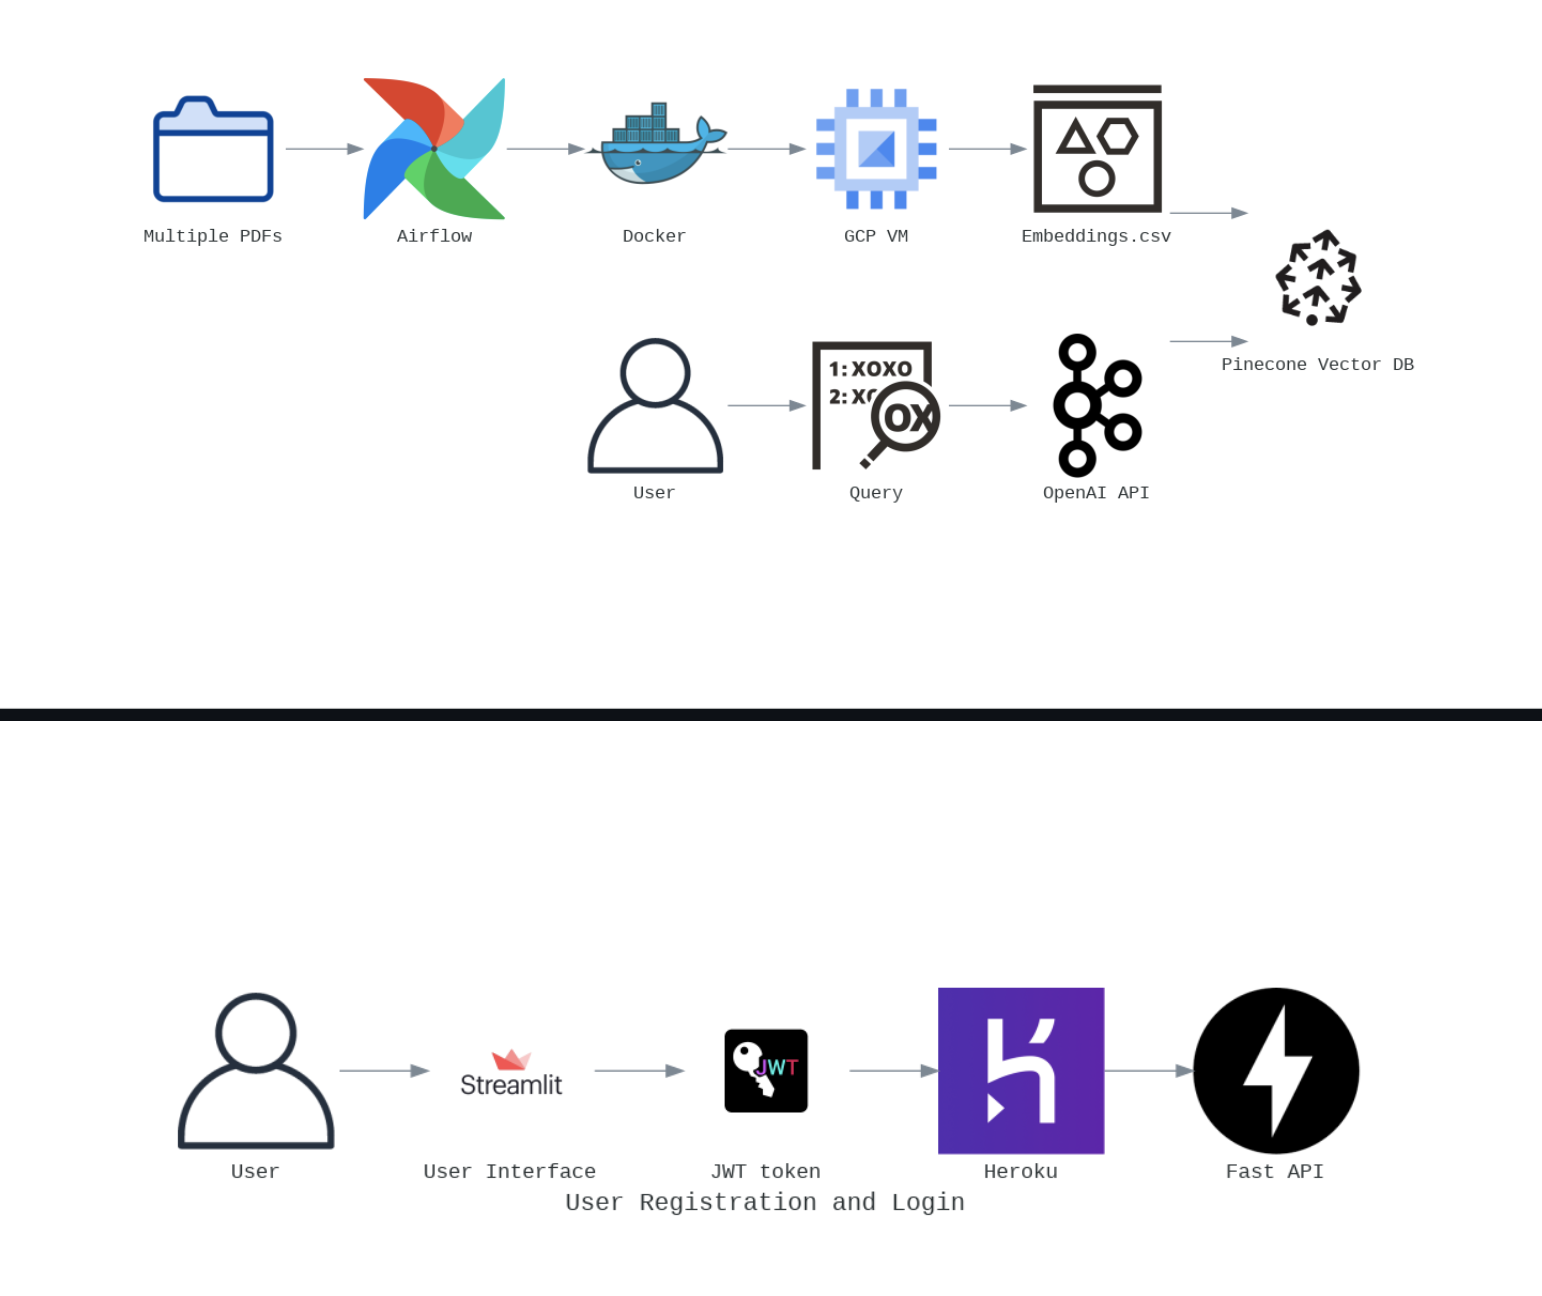 Multiple PDFs
Airflow
Docker
GCP VM
Embeddings.csv
Pinecone Vector DB
1: XOXO
2: XO
OX
User
Query
OpenAI API
Streamlit
JWT
User
User Interface
JWT token
Heroku
Fast API
User Registration and Login